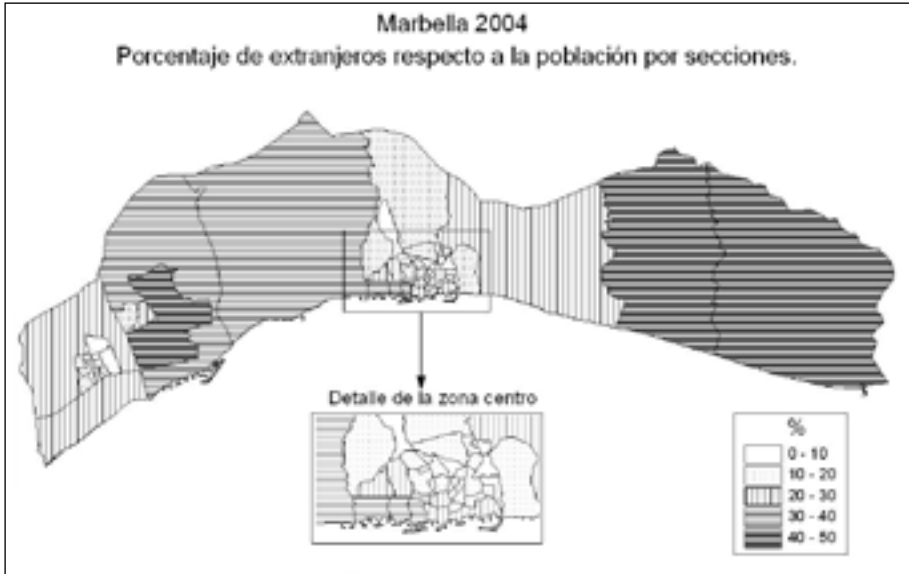 Marbella 2004
Porcentaje de extranjeros respecto a la población por secciones.
Detalle de la zona centro
%
0 - 10
10 - 20
20 - 30
30 - 40
40 - 50